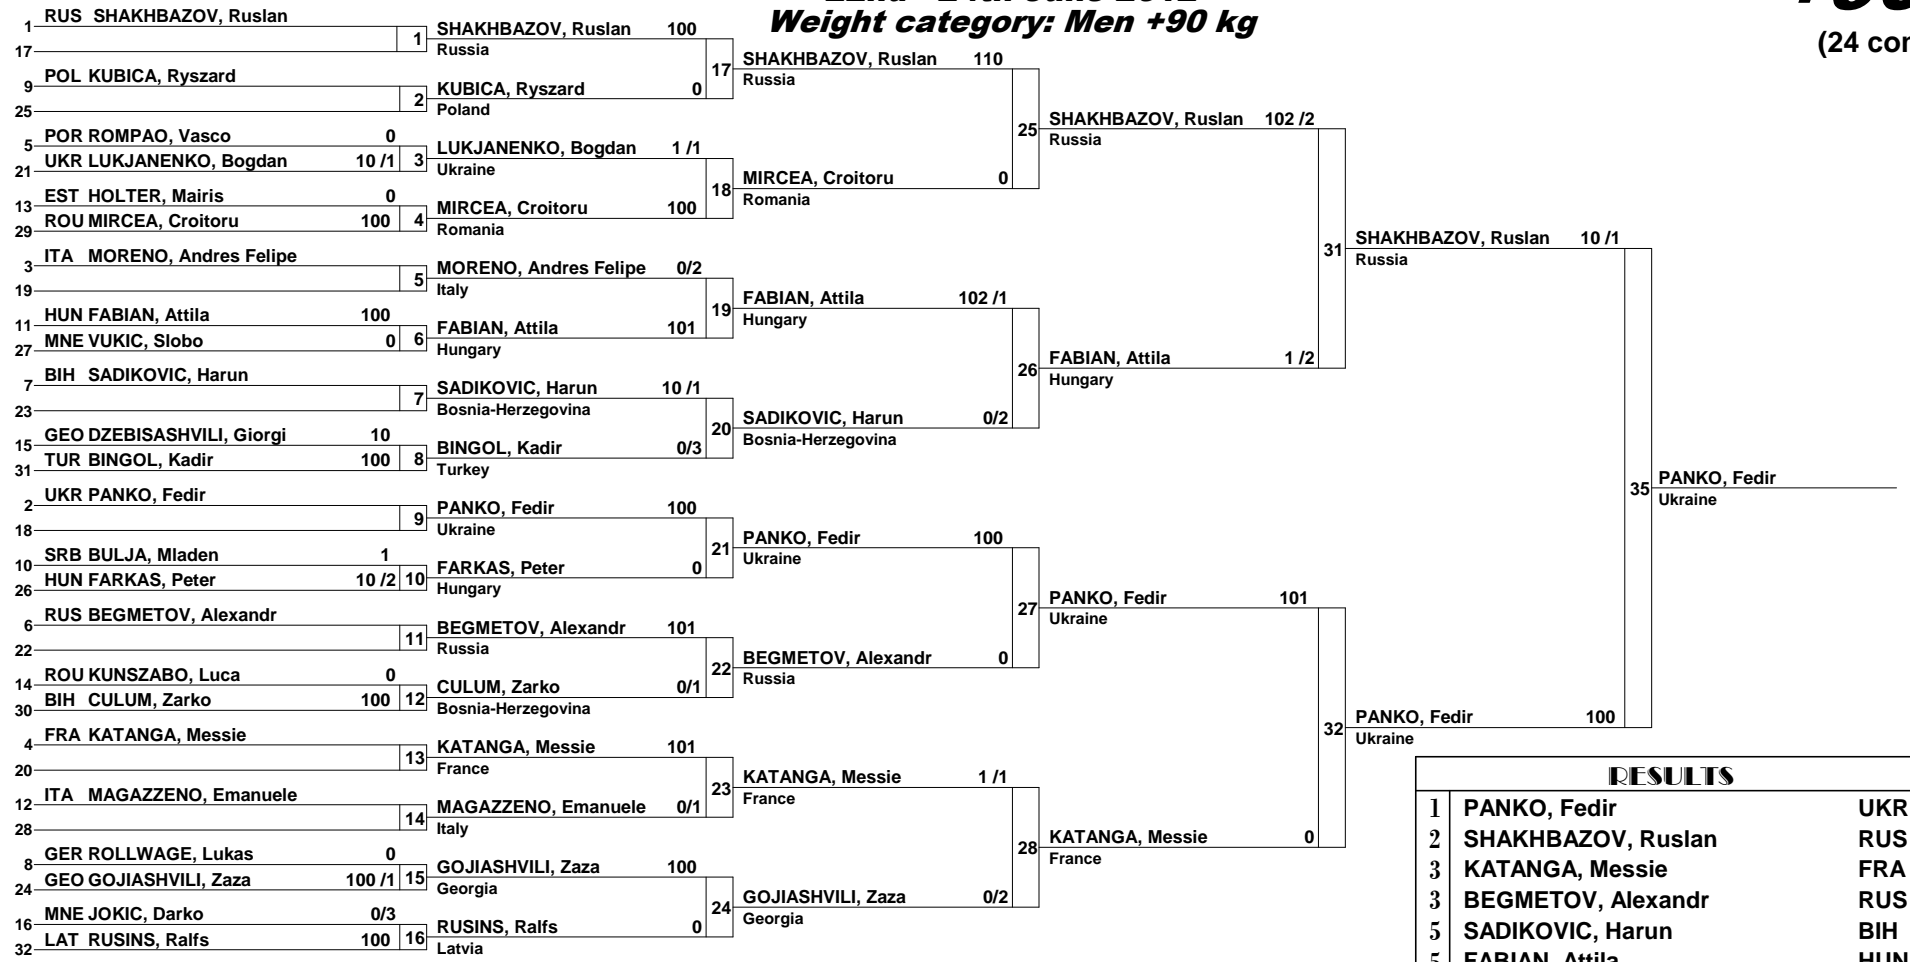 Weight category: Men +90 kg
1 RUS SHAKHBAZOV, Ruslan
17
1
9 POL KUBICA, Ryszard
25
2
5 POR ROMPAO, Vasco 0
21 UKR LUKJANENKO, Bogdan 10 /1
3
13 EST HOLTER, Mairis 0
29 ROU MIRCEA, Croitoru 100
4
3 ITA MORENO, Andres Felipe
19
5
11 HUN FABIAN, Attila 100
27 MNE VUKIC, Slobo 0
6
7 BIH SADIKOVIC, Harun
23
7
15 GEO DZEBISASHVILI, Giorgi 10
31 TUR BINGOL, Kadir 100
8
2 UKR PANKO, Fedir
18
9
10 SRB BULJA, Mladen 1
26 HUN FARKAS, Peter 10 /2
10
6 RUS BEGMETOV, Alexandr
22
11
14 ROU KUNSZABO, Luca 0
30 BIH CULUM, Zarko 100
12
4 FRA KATANGA, Messie
20
13
12 ITA MAGAZZENO, Emanuele
28
14
8 GER ROLLWAGE, Lukas 0
24 GEO GOJIASHVILI, Zaza 100 /1
15
16 MNE JOKIC, Darko 0/3
32 LAT RUSINS, Ralfs 100
16
SHAKHBAZOV, Ruslan 100
Russia
17
KUBICA, Ryszard 0
Poland
LUKJANENKO, Bogdan 1 /1
Ukraine
18
MIRCEA, Croitoru 100
Romania
MORENO, Andres Felipe 0/2
Italy
19
FABIAN, Attila 101
Hungary
SADIKOVIC, Harun 10 /1
Bosnia-Herzegovina
20
BINGOL, Kadir 0/3
Turkey
PANKO, Fedir 100
Ukraine
21
FARKAS, Peter 0
Hungary
BEGMETOV, Alexandr 101
Russia
22
CULUM, Zarko 0/1
Bosnia-Herzegovina
KATANGA, Messie 101
France
23
MAGAZZENO, Emanuele 0/1
Italy
GOJIASHVILI, Zaza 100
Georgia
24
RUSINS, Ralfs 0
Latvia
SHAKHBAZOV, Ruslan 110
Russia
25
MIRCEA, Croitoru 0
Romania
FABIAN, Attila 102 /1
Hungary
26
SADIKOVIC, Harun 0/2
Bosnia-Herzegovina
PANKO, Fedir 100
Ukraine
27
BEGMETOV, Alexandr 0
Russia
KATANGA, Messie 1 /1
France
28
GOJIASHVILI, Zaza 0/2
Georgia
SHAKHBAZOV, Ruslan 102 /2
Russia
31
FABIAN, Attila 1 /2
Hungary
PANKO, Fedir 101
Ukraine
32
KATANGA, Messie 0
France
SHAKHBAZOV, Ruslan 10 /1
Russia
35
PANKO, Fedir 100
Ukraine
PANKO, Fedir
Ukraine
RESULTS
1 PANKO, Fedir UKR
2 SHAKHBAZOV, Ruslan RUS
3 KATANGA, Messie FRA
3 BEGMETOV, Alexandr RUS
5 SADIKOVIC, Harun BIH
5 FABIAN, Attila HUN